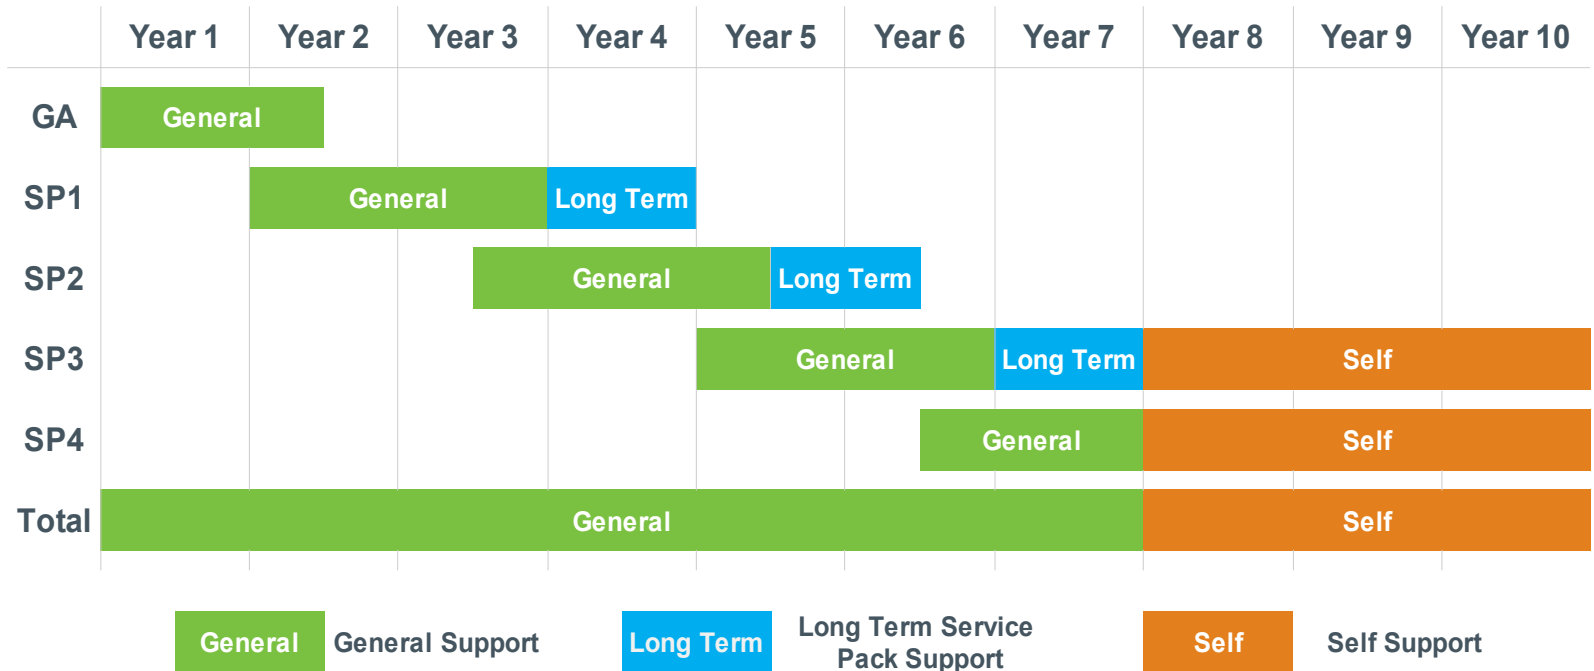 Year 1 Year 2 Year 3 Year 4 Year 5 Year 6 Year 7 Year 8 Year 9 Year 10
GA General
SP1 General Long Term
SP2 General Long Term
SP3 General Long Term Self
SP4 General Self
Total General Self
General General Support Long Term Long Term Service
Pack Support Self Self Support